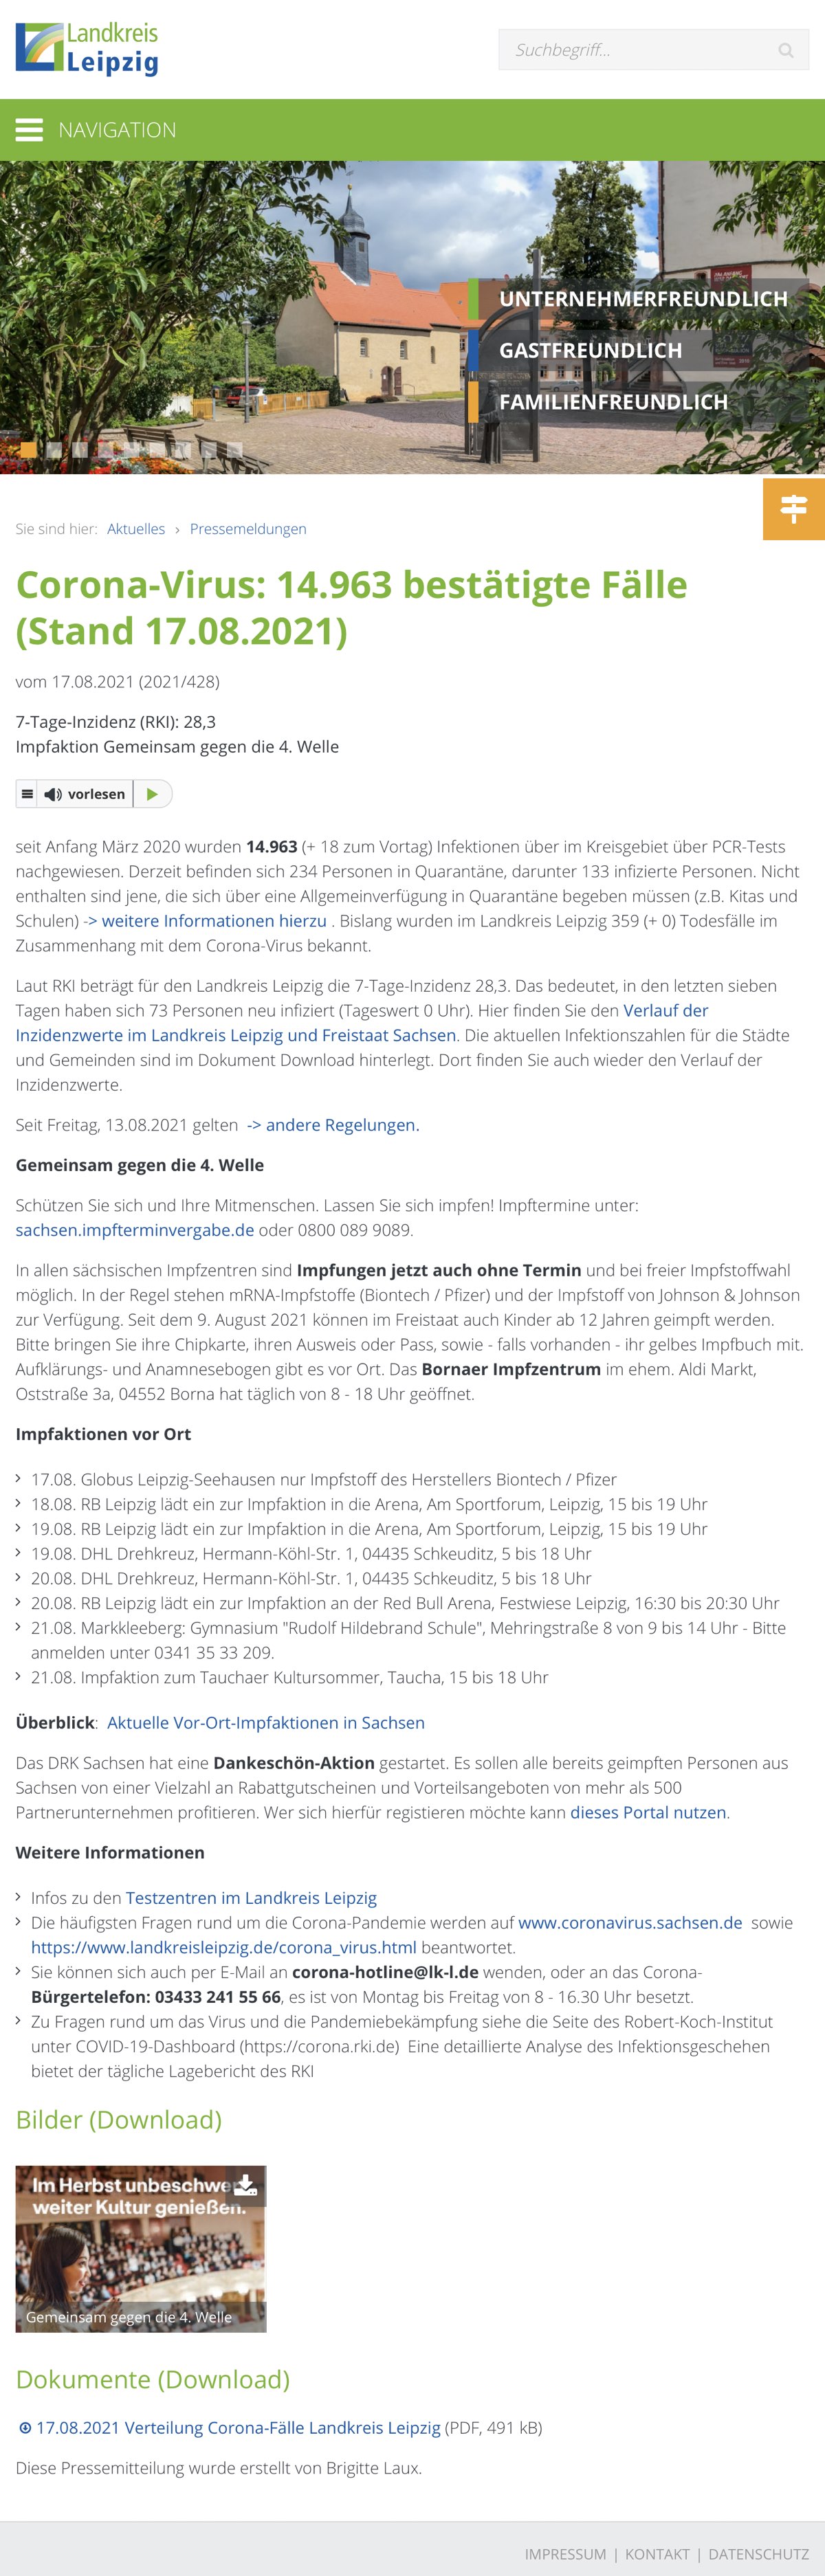 Landkreis
Leipzig
Suchbegriff...
NAVIGATION
UNTERNEHMERFREUNDLICH
GASTFREUNDLICH
FAMILIENFREUNDLICH
Sie sind hier: Aktuelles › Pressemeldungen
Corona-Virus: 14.963 bestätigte Fälle
(Stand 17.08.2021)
vom 17.08.2021 (2021/428)
7-Tage-Inzidenz (RKI): 28,3
Impfaktion Gemeinsam gegen die 4. Welle
vorlesen
seit Anfang März 2020 wurden 14.963 (+ 18 zum Vortag) Infektionen über im Kreisgebiet über PCR-Tests
nachgewiesen. Derzeit befinden sich 234 Personen in Quarantäne, darunter 133 infizierte Personen. Nicht
enthalten sind jene, die sich über eine Allgemeinverfügung in Quarantäne begeben müssen (z.B. Kitas und
Schulen) -> weitere Informationen hierzu . Bislang wurden im Landkreis Leipzig 359 (+ 0) Todesfälle im
Zusammenhang mit dem Corona-Virus bekannt.
Laut RKI beträgt für den Landkreis Leipzig die 7-Tage-Inzidenz 28,3. Das bedeutet, in den letzten sieben
Tagen haben sich 73 Personen neu infiziert (Tageswert 0 Uhr). Hier finden Sie den Verlauf der
Inzidenzwerte im Landkreis Leipzig und Freistaat Sachsen. Die aktuellen Infektionszahlen für die Städte
und Gemeinden sind im Dokument Download hinterlegt. Dort finden Sie auch wieder den Verlauf der
Inzidenzwerte.
Seit Freitag, 13.08.2021 gelten -> andere Regelungen.
Gemeinsam gegen die 4. Welle
Schützen Sie sich und Ihre Mitmenschen. Lassen Sie sich impfen! Impftermine unter:
sachsen.impfterminvergabe.de oder 0800 089 9089.
In allen sächsischen Impfzentren sind Impfungen jetzt auch ohne Termin und bei freier Impfstoffwahl
möglich. In der Regel stehen mRNA-Impfstoffe (Biontech / Pfizer) und der Impfstoff von Johnson & Johnson
zur Verfügung. Seit dem 9. August 2021 können im Freistaat auch Kinder ab 12 Jahren geimpft werden.
Bitte bringen Sie ihre Chipkarte, ihren Ausweis oder Pass, sowie - falls vorhanden - ihr gelbes Impfbuch mit.
Aufklärungs- und Anamnesebogen gibt es vor Ort. Das Bornaer Impfzentrum im ehem. Aldi Markt,
Oststraße 3a, 04552 Borna hat täglich von 8 - 18 Uhr geöffnet.
Impfaktionen vor Ort
17.08. Globus Leipzig-Seehausen nur Impfstoff des Herstellers Biontech / Pfizer
18.08. RB Leipzig lädt ein zur Impfaktion in die Arena, Am Sportforum, Leipzig, 15 bis 19 Uhr
19.08. RB Leipzig lädt ein zur Impfaktion in die Arena, Am Sportforum, Leipzig, 15 bis 19 Uhr
19.08. DHL Drehkreuz, Hermann-Köhl-Str. 1, 04435 Schkeuditz, 5 bis 18 Uhr
20.08. DHL Drehkreuz, Hermann-Köhl-Str. 1, 04435 Schkeuditz, 5 bis 18 Uhr
20.08. RB Leipzig lädt ein zur Impfaktion an der Red Bull Arena, Festwiese Leipzig, 16:30 bis 20:30 Uhr
21.08. Markkleeberg: Gymnasium "Rudolf Hildebrand Schule", Mehringstraße 8 von 9 bis 14 Uhr - Bitte
anmelden unter 0341 35 33 209.
21.08. Impfaktion zum Tauchaer Kultursommer, Taucha, 15 bis 18 Uhr
Überblick: Aktuelle Vor-Ort-Impfaktionen in Sachsen
Das DRK Sachsen hat eine Dankeschön-Aktion gestartet. Es sollen alle bereits geimpften Personen aus
Sachsen von einer Vielzahl an Rabattgutscheinen und Vorteilsangeboten von mehr als 500
Partnerunternehmen profitieren. Wer sich hierfür registieren möchte kann dieses Portal nutzen.
Weitere Informationen
Infos zu den Testzentren im Landkreis Leipzig
Die häufigsten Fragen rund um die Corona-Pandemie werden auf www.coronavirus.sachsen.de sowie
https://www.landkreisleipzig.de/corona_virus.html beantwortet.
Sie können sich auch per E-Mail an corona-hotline@lk-l.de wenden, oder an das Corona-
Bürgertelefon: 03433 241 55 66, es ist von Montag bis Freitag von 8 - 16.30 Uhr besetzt.
Zu Fragen rund um das Virus und die Pandemiebekämpfung siehe die Seite des Robert-Koch-Institut
unter COVID-19-Dashboard (https://corona.rki.de) Eine detaillierte Analyse des Infektionsgeschehen
bietet der tägliche Lagebericht des RKI
Bilder (Download)
Im Herbst unbeschwe
weiter Kultur genießen.
Gemeinsam gegen die 4. Welle
Dokumente (Download)
17.08.2021 Verteilung Corona-Fälle Landkreis Leipzig (PDF, 491 kB)
Diese Pressemitteilung wurde erstellt von Brigitte Laux.
IMPRESSUM | KONTAKT | DATENSCHUTZ